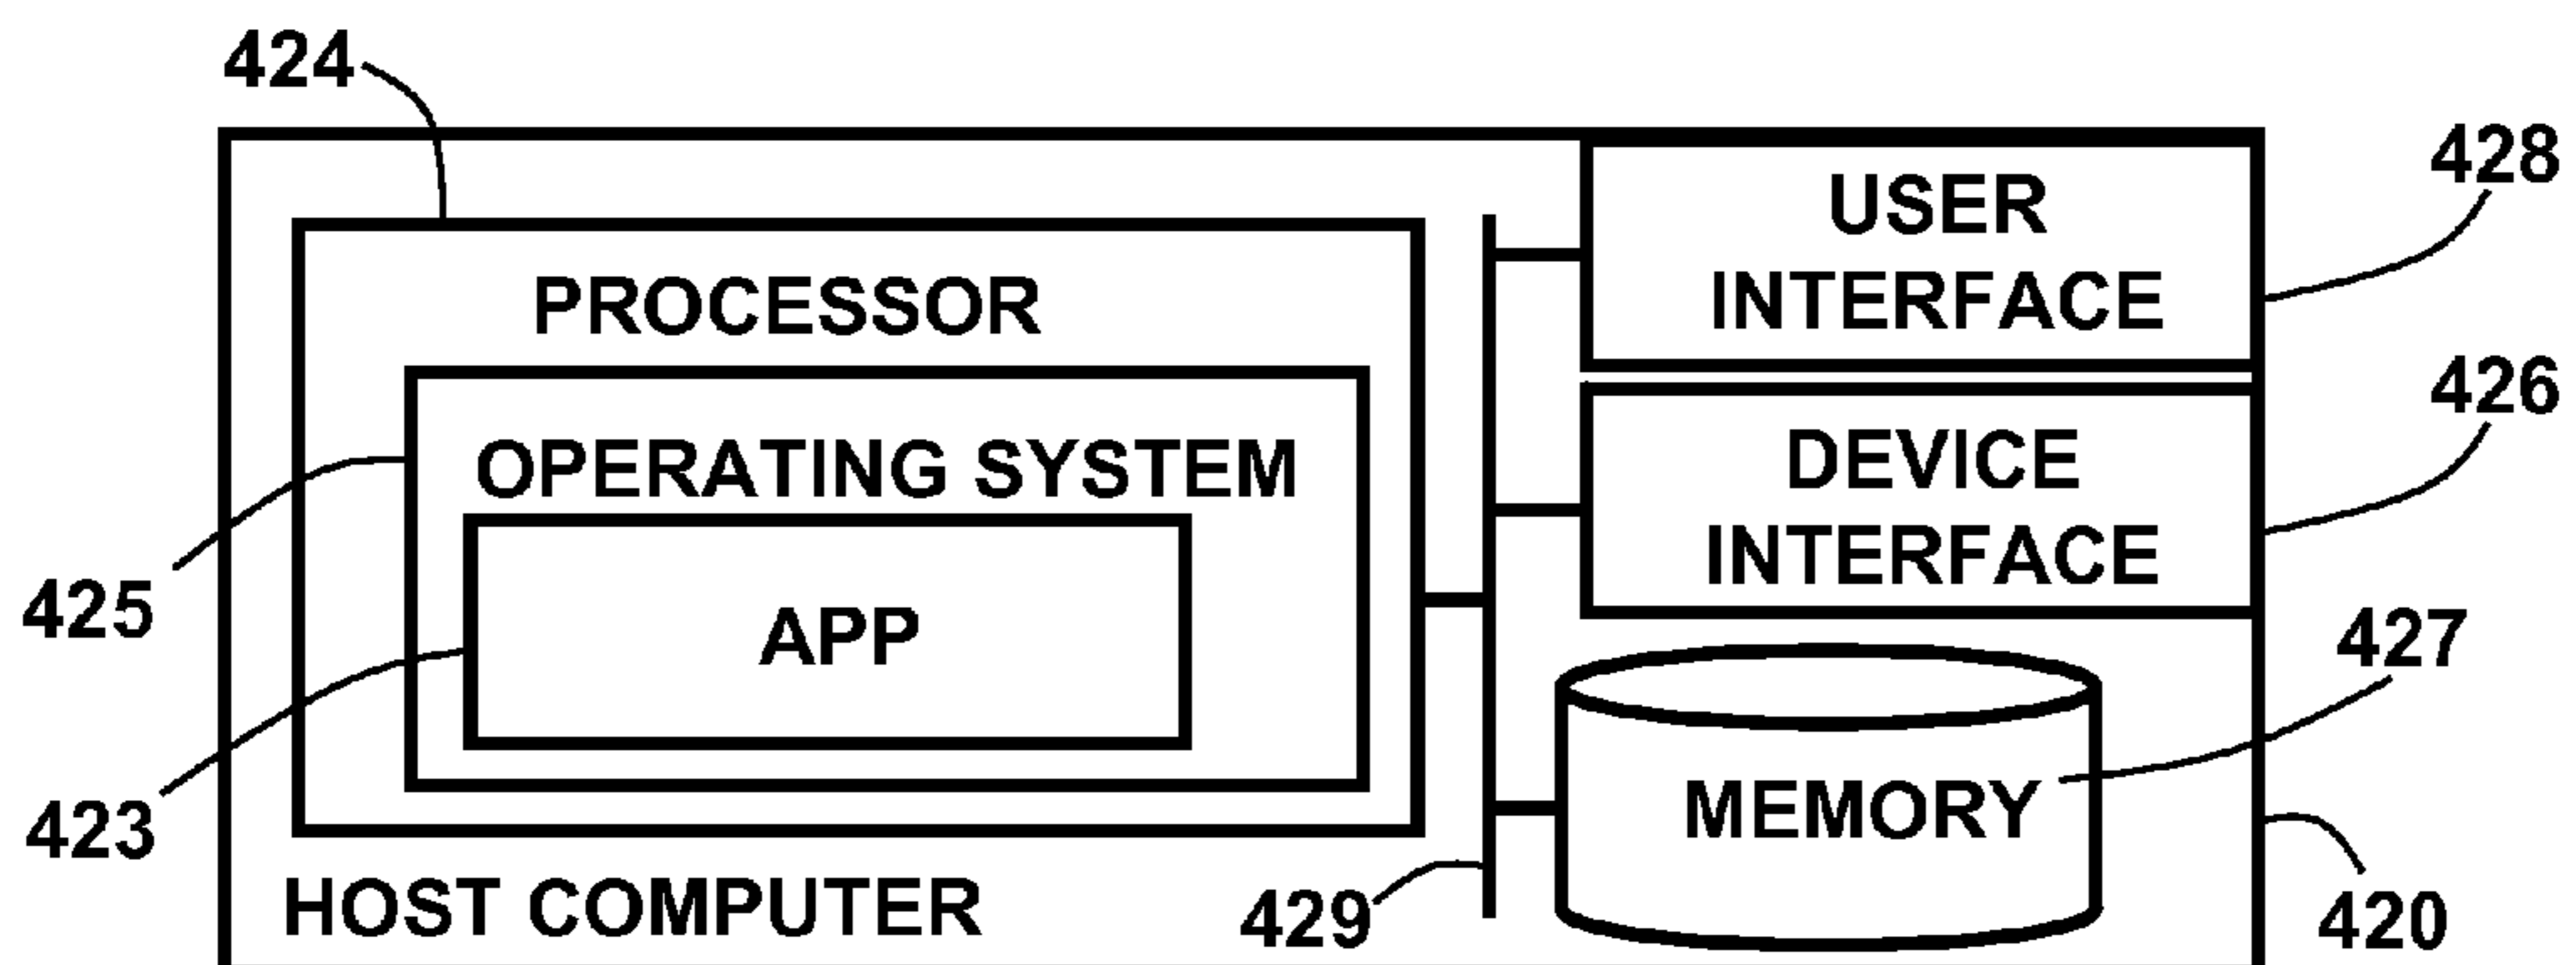 424
428
USER
INTERFACE
PROCESSOR
426
DEVICE
INTERFACE
OPERATING SYSTEM
425
APP
427
423
MEMORY
HOST COMPUTER
429
420